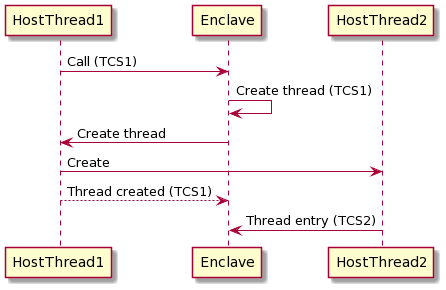 HostThread1 Enclave HostThread2
Call (TCS1)
Create thread (TCS1)
Create thread
Create
Thread created (TCS1)
Thread entry (TCS2)
HostThread1 Enclave HostThread2